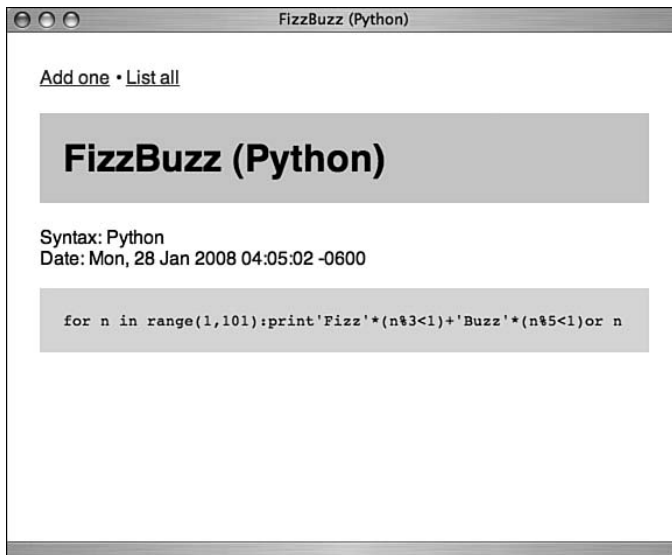 FizzBuzz (Python)
Add one • List all
FizzBuzz (Python)
Syntax: Python
Date: Mon, 28 Jan 2008 04:05:02 -0600
for n in range(1,101):print'Fizz'*(n%3<1)+'Buzz'*(n%5<1)or n